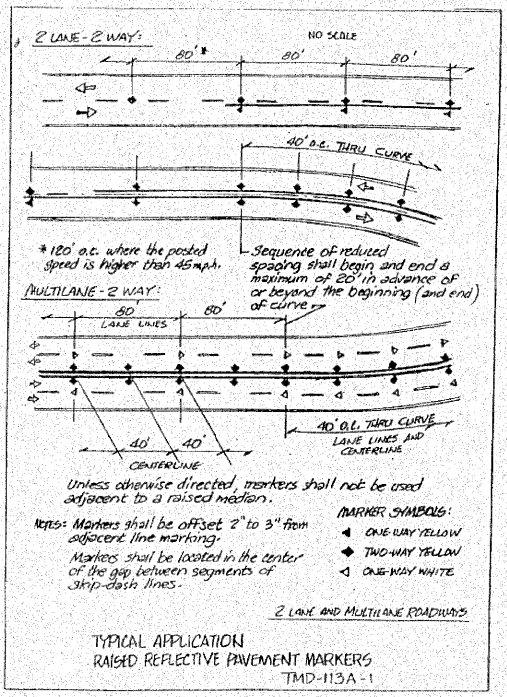 2 LANE-2 WAY:
NO SCALE
80'*
80'
80'
40' O.C. THRU CURVE
* 120' o.c. where the posted
speed is higher than 45 mph.
Sequence of reduced
spacing shall begin and end a
maximum of 20' in advance of
or beyond the beginning (and end)
of curve
MULTILANE-2 WAY:
80'
80'
LANE LINES
40'
40'
CENTERLINE
40' O.C. THRU CURVE
LANE LINES AND
CENTERLINE
Unless otherwise directed, markers shall not be used
adjacent to a raised median.
NOTES: Markers shall be offset 2" to 3" from
adjacent line marking.
Markers shall be located in the center
of the gap between segments of
skip-dash lines.
MARKER SYMBOLS:
ONE-WAY YELLOW
TWO-WAY YELLOW
ONE-WAY WHITE
2 LANE AND MULTILANE ROADWAYS
TYPICAL APPLICATION
RAISED REFLECTIVE PAVEMENT MARKERS
TMD-113A-1